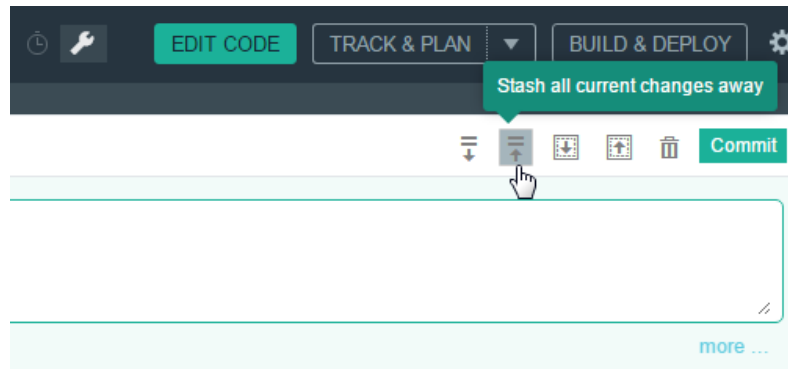 EDIT CODE TRACK & PLAN BUILD & DEPLOY
Stash all current changes away
Commit
more ...